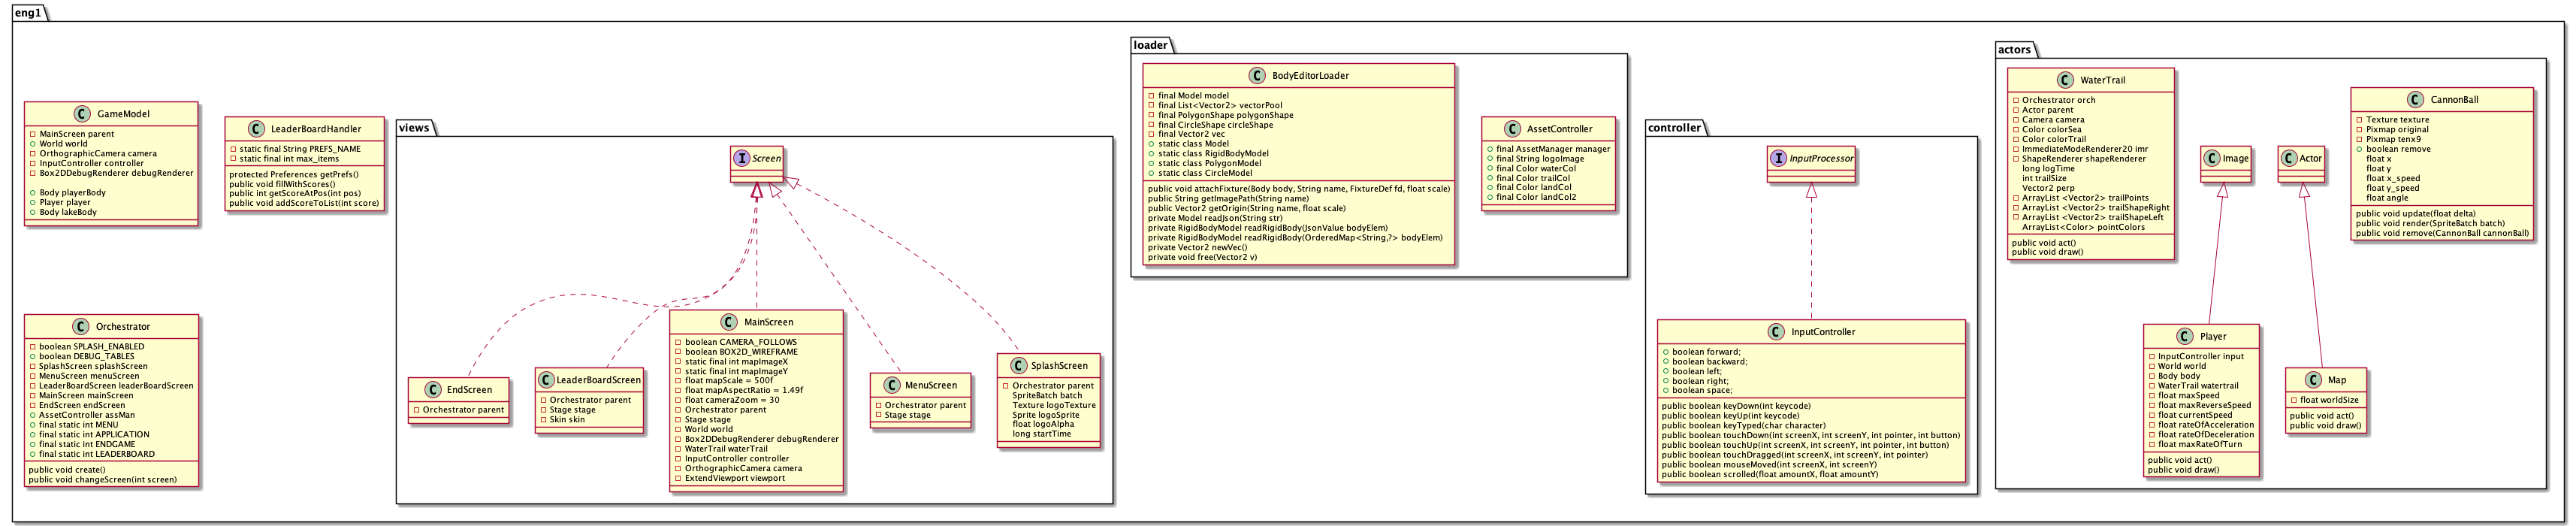 eng1
GameModel
MainScreen parent
World world
OrthographicCamera camera
InputController controller
Box2DDebugRenderer debugRenderer
Body playerBody
Player player
Body lakeBody
LeaderBoardHandler
static final String PREFS_NAME
static final int max_items
protected Preferences getPrefs()
public void fillWithScores()
public int getScoreAtPos(int pos)
public void addScoreToList(int score)
Orchestrator
boolean SPLASH_ENABLED
boolean DEBUG_TABLES
SplashScreen splashScreen
MenuScreen menuScreen
LeaderBoardScreen leaderBoardScreen
MainScreen mainScreen
EndScreen endScreen
AssetController assMan
final static int MENU
final static int APPLICATION
final static int ENDGAME
final static int LEADERBOARD
public void create()
public void changeScreen(int screen)
views
I Screen
C EndScreen
Orchestrator parent
C LeaderBoardScreen
Orchestrator parent
Stage stage
Skin skin
C MainScreen
boolean CAMERA_FOLLOWS
boolean BOX2D_WIREFRAME
static final int mapImageX
static final int mapImageY
float mapScale = 500f
float mapAspectRatio = 1.49f
float cameraZoom = 30
Orchestrator parent
Stage stage
World world
Box2DDebugRenderer debugRenderer
WaterTrail waterTrail
InputController controller
OrthographicCamera camera
ExtendViewport viewport
C MenuScreen
Orchestrator parent
Stage stage
C SplashScreen
Orchestrator parent
SpriteBatch batch
Texture logoTexture
Sprite logoSprite
float logoAlpha
long startTime
loader
C BodyEditorLoader
final Model model
final List<Vector2> vectorPool
final PolygonShape polygonShape
final CircleShape circleShape
final Vector2 vec
static class Model
static class RigidBodyModel
static class PolygonModel
static class CircleModel
public void attachFixture(Body body, String name, FixtureDef fd, float scale)
public String getImagePath(String name)
public Vector2 getOrigin(String name, float scale)
private Model readJson(String str)
private RigidBodyModel readRigidBody(JsonValue bodyElem)
private RigidBodyModel readRigidBody(OrderedMap<String,?> bodyElem)
private Vector2 newVec()
private void free(Vector2 v)
C AssetController
final AssetManager manager
final String logoImage
final Color waterCol
final Color trailCol
final Color landCol
final Color landCol2
controller
I InputProcessor
C InputController
boolean forward;
boolean backward;
boolean left;
boolean right;
boolean space;
public boolean keyDown(int keycode)
public boolean keyUp(int keycode)
public boolean keyTyped(char character)
public boolean touchDown(int screenX, int screenY, int pointer, int button)
public boolean touchUp(int screenX, int screenY, int pointer, int button)
public boolean touchDragged(int screenX, int screenY, int pointer)
public boolean mouseMoved(int screenX, int screenY)
public boolean scrolled(float amountX, float amountY)
actors
C WaterTrail
Orchestrator orch
Actor parent
Camera camera
Color colorSea
Color colorTrail
ImmediateModeRenderer20 imr
ShapeRenderer shapeRenderer
long logTime
int trailSize
Vector2 perp
ArrayList <Vector2> trailPoints
ArrayList <Vector2> trailShapeRight
ArrayList <Vector2> trailShapeLeft
ArrayList<Color> pointColors
public void act()
public void draw()
C Image
C Actor
C CannonBall
Texture texture
Pixmap original
Pixmap tenx9
boolean remove
float x
float y
float x_speed
float y_speed
float angle
public void update(float delta)
public void render(SpriteBatch batch)
public void remove(CannonBall cannonBall)
C Player
InputController input
World world
Body body
WaterTrail watertrail
float maxSpeed
float maxReverseSpeed
float currentSpeed
float rateOfAcceleration
float rateOfDeceleration
float maxRateOfTurn
public void act()
public void draw()
C Map
float worldSize
public void act()
public void draw()